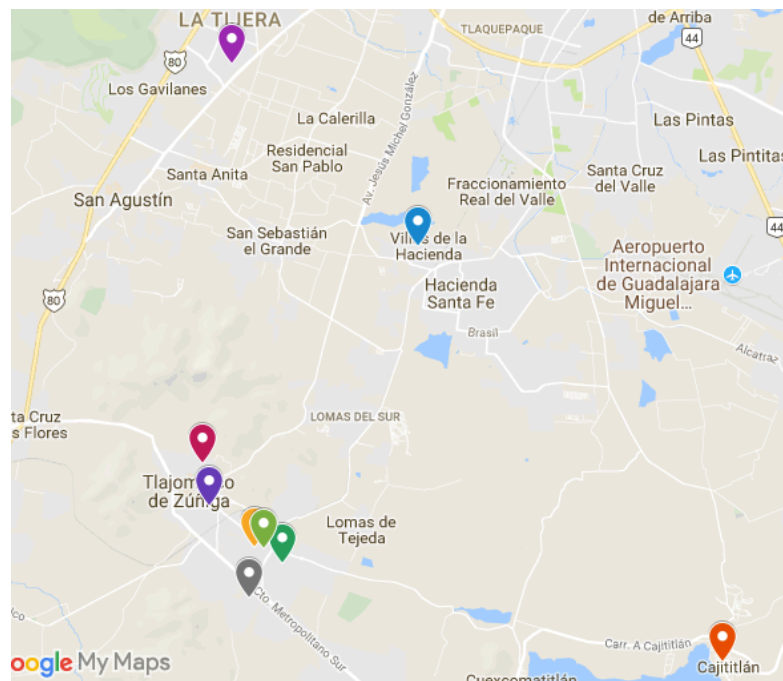 LA TIJERA
TLAQUEPAQUE
de Arriba
44
80
Los Gavilanes
La Calerilla
Las Pintas
Av. Jesús Michel González
Residencial
San Pablo
Las Pintitas
Santa Anita
Santa Cruz
del Valle
Fraccionamiento
Real del Valle
San Agustín
44
San Sebastián
el Grande
Villas de la
Hacienda
Aeropuerto
Internacional
de Guadalajara
Miguel...
Hacienda
Santa Fe
80
Brasil
Alcatraz
ta Cruz
s Flores
LOMAS DEL SUR
Tlajomulco
de Zúñiga
Lomas de
Tejeda
Cto. Metropolitano Sur
co
Carr. A Cajititlán
oogle My Maps
Cajititlán
Cuexcomatitlán